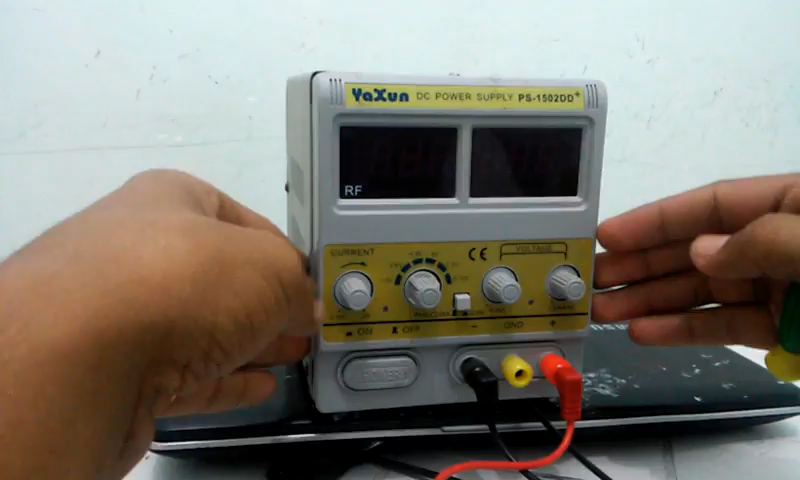 YaXun DC POWER SUPPLY PS-1502DD+
RF
CURRENT
CE
VOLTAGE
ON
OFF
- GND +
POWER